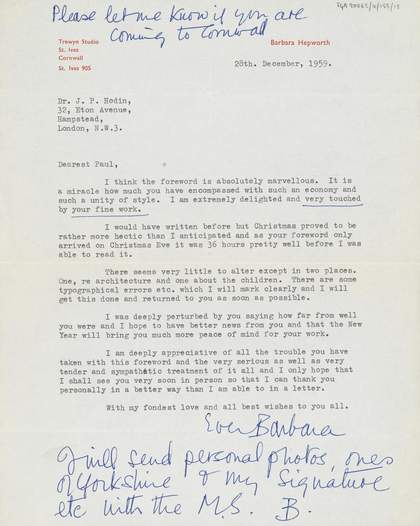 Please let me know if you are
coming to Cornwall
TGA 20062/4/155/12
Trewyn Studio
St. Ives
Cornwall
St. Ives 905
Barbara Hepworth
28th. December, 1959.
Dr. J. P. Hodin,
32, Eton Avenue,
Hampstead,
London, N.W.3.
Dearest Paul,
I think the foreword is absolutely marvellous. It is
a miracle how much you have encompassed with such an economy and
such a unity of style. I am extremely delighted and very touched
by your fine work.
I would have written before but Christmas proved to be
rather more hectic than I anticipated and as your foreword only
arrived on Christmas Eve it was 36 hours pretty well before I was
able to read it.
There seems very little to alter except in two places.
One, re architecture and one about the children. There are some
typographical errors etc. which I will mark clearly and I will
get this done and returned to you as soon as possible.
I was deeply perturbed by you saying how far from well
you were and I hope to have better news from you and that the New
Year will bring you much more peace of mind for your work.
I am deeply appreciative of all the trouble you have
taken with this foreword and the very serious as well as very
tender and sympathetic treatment of it all and I only hope that
I shall see you very soon in person so that I can thank you
personally in a better way than I am able to in a letter.
With my fondest love and all best wishes to you all.
Ever Barbara
I will send personal photos, ones
of Yorkshire & my signature
etc with the M.S. B.